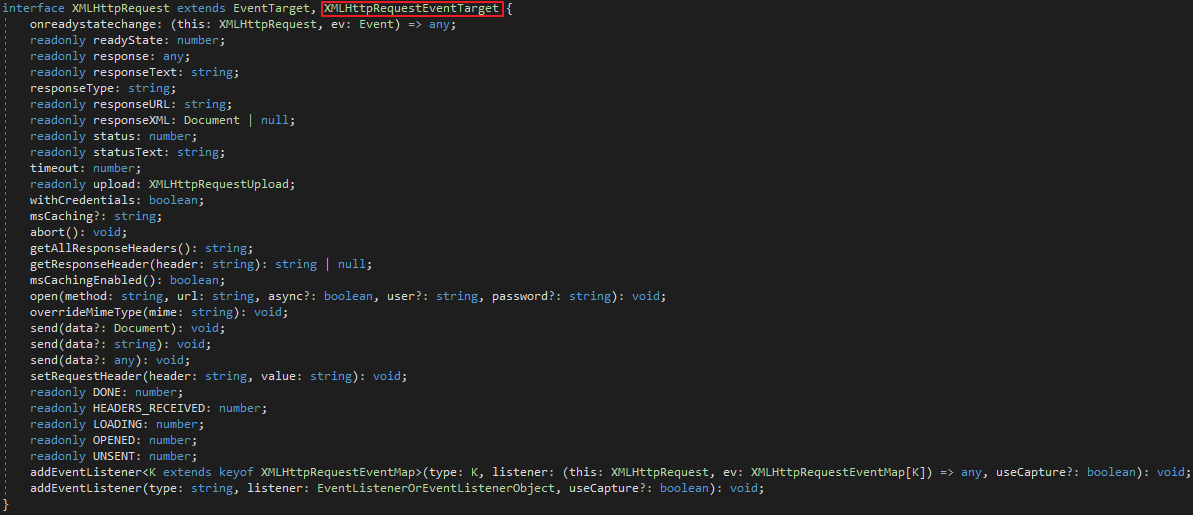 interface XMLHttpRequest extends EventTarget, XMLHttpRequestEventTarget {
    onreadystatechange: (this: XMLHttpRequest, ev: Event) => any;
    readonly readyState: number;
    readonly response: any;
    readonly responseText: string;
    responseType: string;
    readonly responseURL: string;
    readonly responseXML: Document | null;
    readonly status: number;
    readonly statusText: string;
    timeout: number;
    readonly upload: XMLHttpRequestUpload;
    withCredentials: boolean;
    msCaching?: string;
    abort(): void;
    getAllResponseHeaders(): string;
    getResponseHeader(header: string): string | null;
    msCachingEnabled(): boolean;
    open(method: string, url: string, async?: boolean, user?: string, password?: string): void;
    overrideMimeType(mime: string): void;
    send(data?: Document): void;
    send(data?: string): void;
    send(data?: any): void;
    setRequestHeader(header: string, value: string): void;
    readonly DONE: number;
    readonly HEADERS_RECEIVED: number;
    readonly LOADING: number;
    readonly OPENED: number;
    readonly UNSENT: number;
    addEventListener<K extends keyof XMLHttpRequestEventMap>(type: K, listener: (this: XMLHttpRequest, ev: XMLHttpRequestEventMap[K]) => any, useCapture?: boolean): void;
    addEventListener(type: string, listener: EventListenerOrEventListenerObject, useCapture?: boolean): void;
}